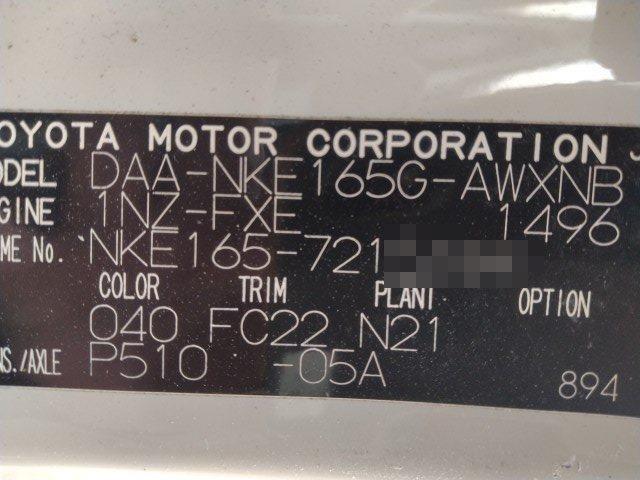 OYOTA MOTOR CORPORATION
ODEL DAA-NKE165G-AWXNB
NGINE 1NZ-FXE 1496
ME No. NKE165-721
COLOR TRIM PLANT OPTION
040 FC22 N21
NS./AXLE P510 -05A 894